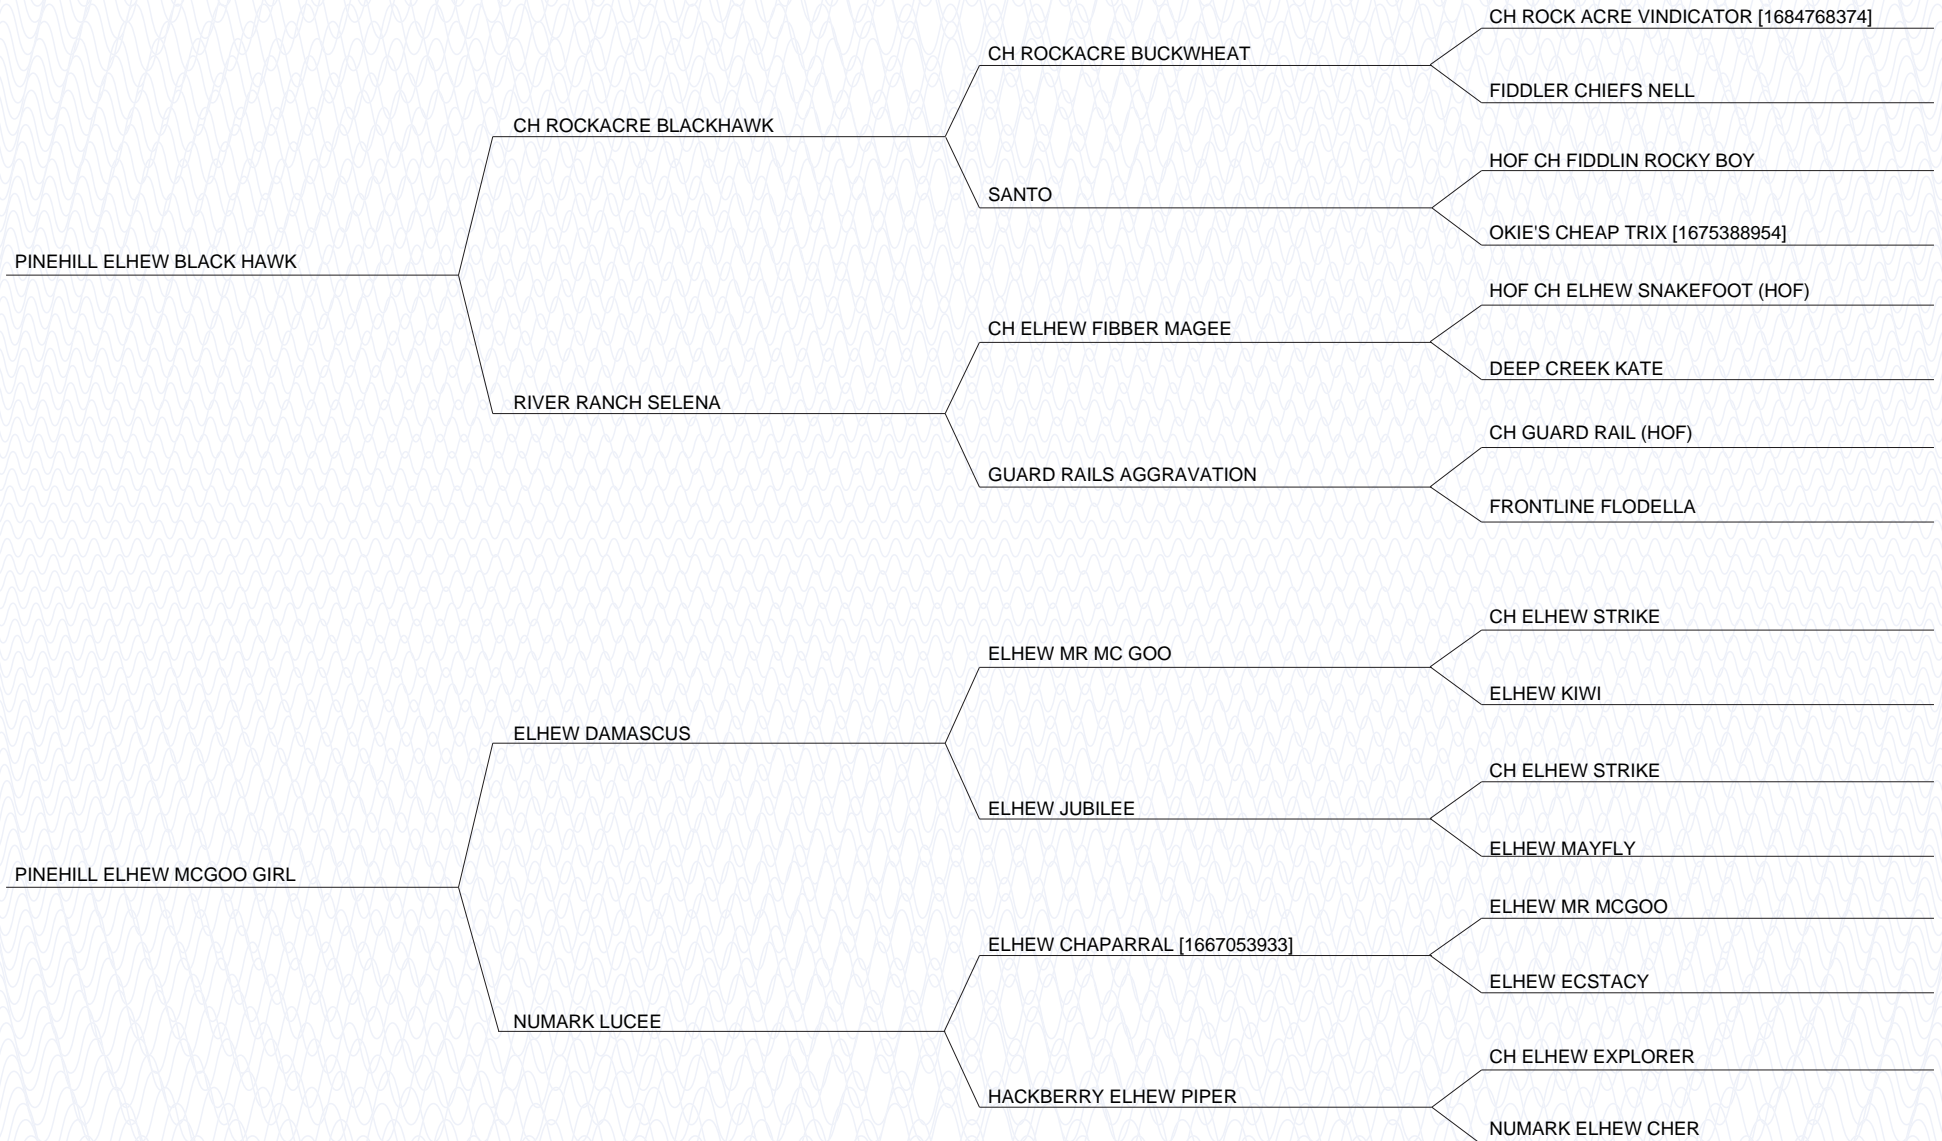 CH ROCK ACRE VINDICATOR [1684768374]
CH ROCKACRE BUCKWHEAT
FIDDLER CHIEFS NELL
CH ROCKACRE BLACKHAWK
HOF CH FIDDLIN ROCKY BOY
SANTO
OKIE'S CHEAP TRIX [1675388954]
PINEHILL ELHEW BLACK HAWK
HOF CH ELHEW SNAKEFOOT (HOF)
CH ELHEW FIBBER MAGEE
DEEP CREEK KATE
RIVER RANCH SELENA
CH GUARD RAIL (HOF)
GUARD RAILS AGGRAVATION
FRONTLINE FLODELLA
CH ELHEW STRIKE
ELHEW MR MC GOO
ELHEW KIWI
ELHEW DAMASCUS
CH ELHEW STRIKE
ELHEW JUBILEE
ELHEW MAYFLY
PINEHILL ELHEW MCGOO GIRL
ELHEW MR MCGOO
ELHEW CHAPARRAL [1667053933]
ELHEW ECSTACY
NUMARK LUCEE
CH ELHEW EXPLORER
HACKBERRY ELHEW PIPER
NUMARK ELHEW CHER